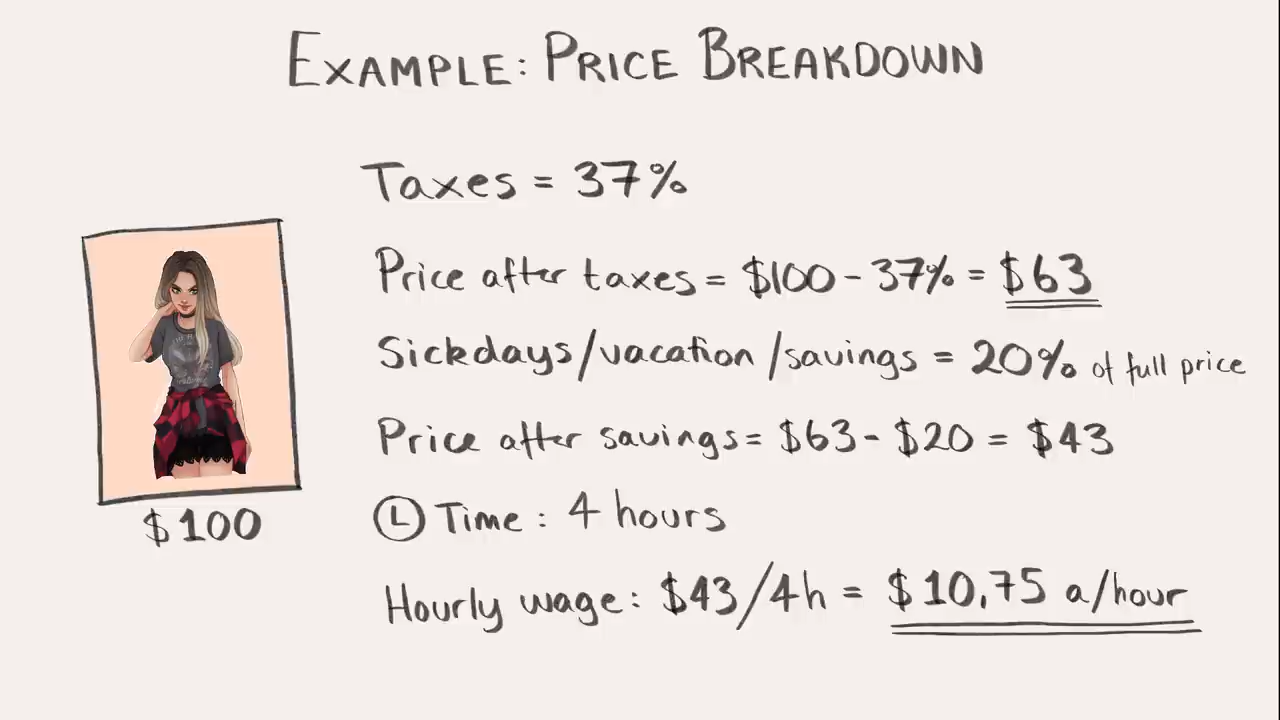 EXAMPLE: PRICE BREAKDOWN
Taxes = 37%
Price after taxes = $100 - 37% = $63
Sickdays/vacation/savings = 20% of full price
Price after savings = $63 - $20 = $43
$100
Time: 4 hours
Hourly wage: $43/4h = $10,75 a/hour